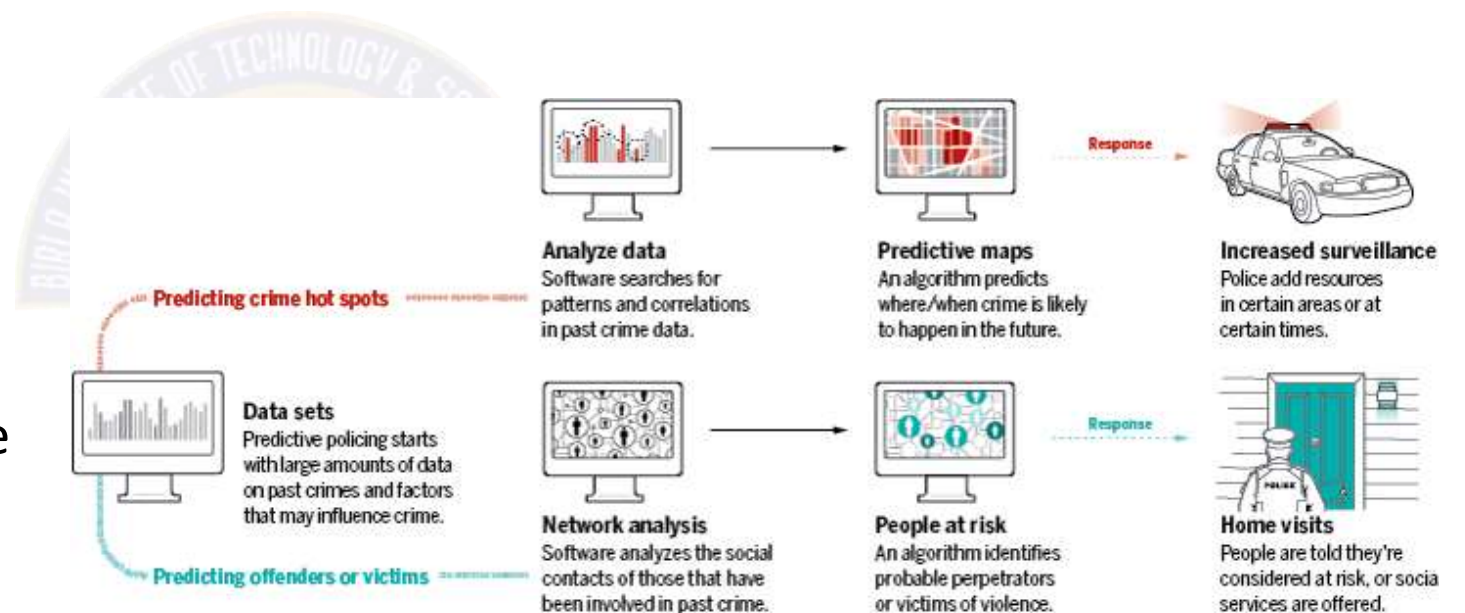 OF TECHNOLOGY &
BIRLA
Analyze data
Software searches for
patterns and correlations
in past crime data.
Predictive maps
An algorithm predicts
where/when crime is likely
to happen in the future.
Response
Increased surveillance
Police add resources
in certain areas or at
certain times.
Predicting crime hot spots
e
Data sets
Predictive policing starts
with large amounts of data
on past crimes and factors
that may influence crime.
Predicting offenders or victims
Network analysis
Software analyzes the social
contacts of those that have
been involved in past crime.
People at risk
An algorithm identifies
probable perpetrators
or victims of violence.
Response
POLICE
Home visits
People are told they're
considered at risk, or socia
services are offered.